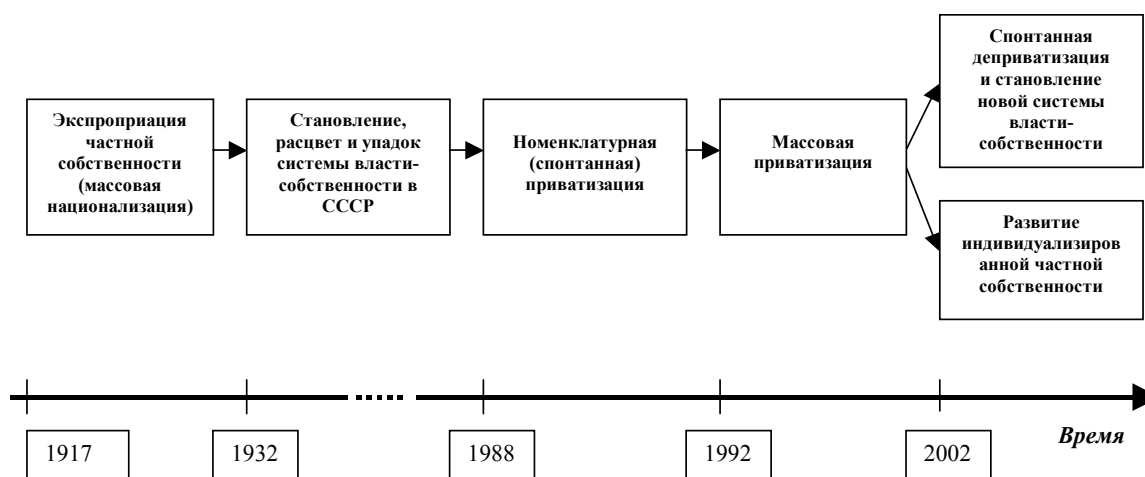 Экспроприация
частной
собственности
(массовая
национализация)
Становление,
расцвет и упадок
системы власти-
собственности в
СССР
Номенклатурная
(спонтанная)
приватизация
Массовая
приватизация
Спонтанная
деприватизация
и становление
новой системы
власти-
собственности
Развитие
индивидуализиров
анной частной
собственности
Время
1917
1932
1988
1992
2002